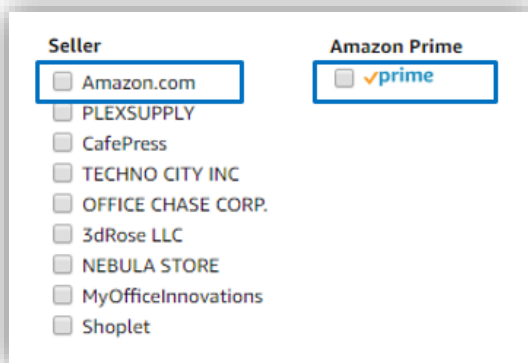 Seller
Amazon.com
PLEXSUPPLY
CafePress
TECHNO CITY INC
OFFICE CHASE CORP.
3dRose LLC
NEBULA STORE
MyOfficeInnovations
Shoplet
Amazon Prime
prime